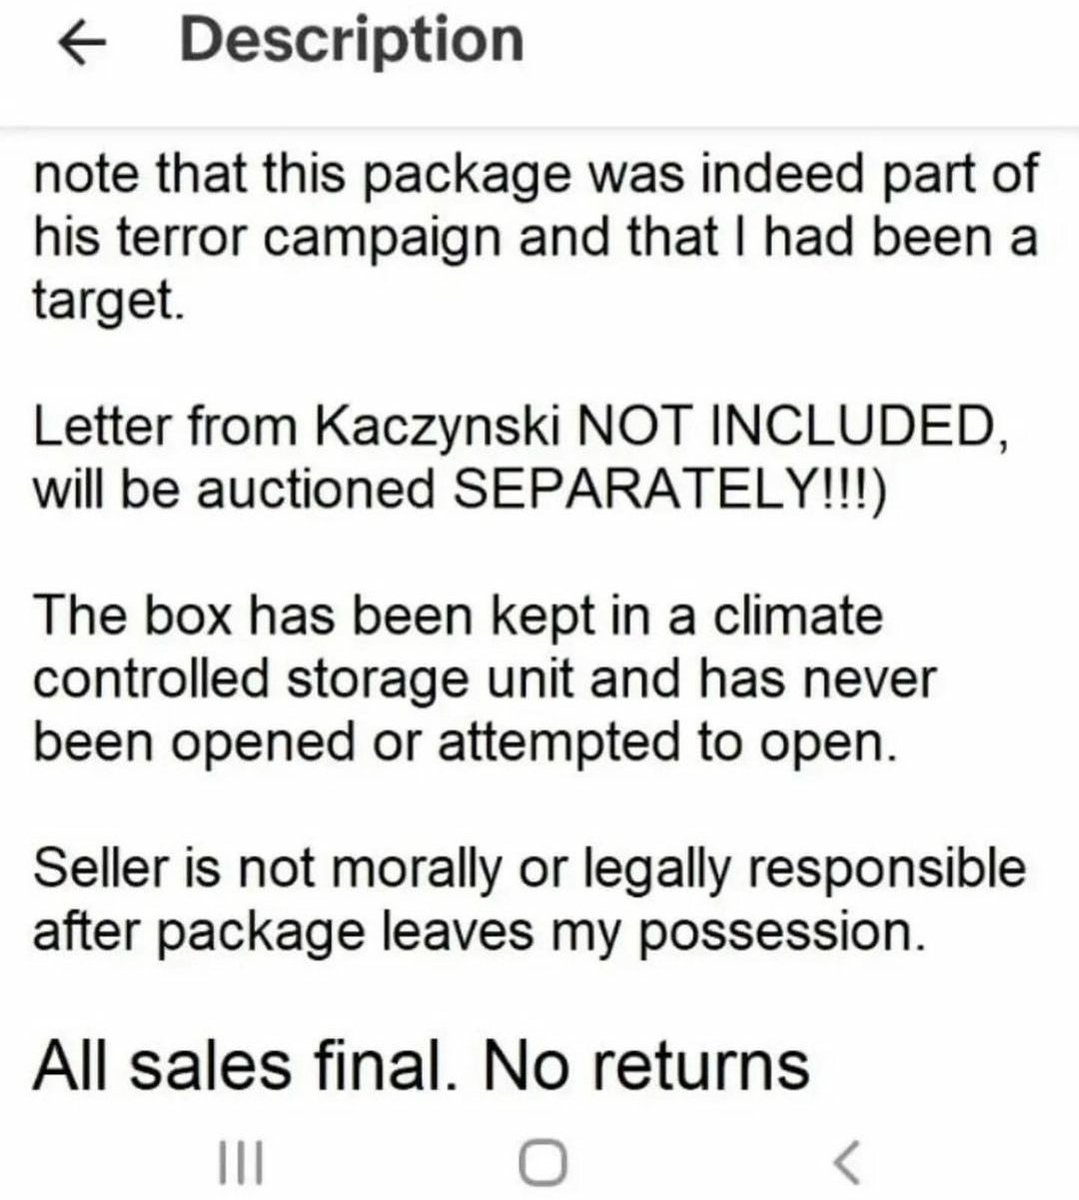 Description
note that this package was indeed part of
his terror campaign and that I had been a
target.
Letter from Kaczynski NOT INCLUDED,
will be auctioned SEPARATELY!!!)
The box has been kept in a climate
controlled storage unit and has never
been opened or attempted to open.
Seller is not morally or legally responsible
after package leaves my possession.
All sales final. No returns